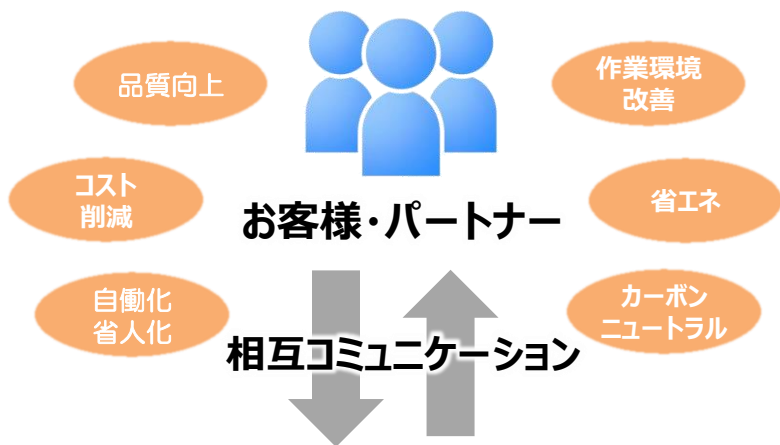 品質向上
作業環境
改善
コスト
削減
お客様・パートナー
省エネ
自働化
省人化
カーボン
ニュートラル
相互コミュニケーション